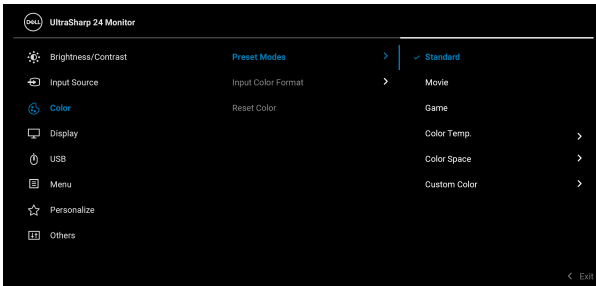 DELL UltraSharp 24 Monitor
Brightness/Contrast Preset Modes Standard
Input Source Input Color Format Movie
Color Reset Color Game
Display Color Temp.
USB Color Space
Menu Custom Color
Personalize
Others
Exit